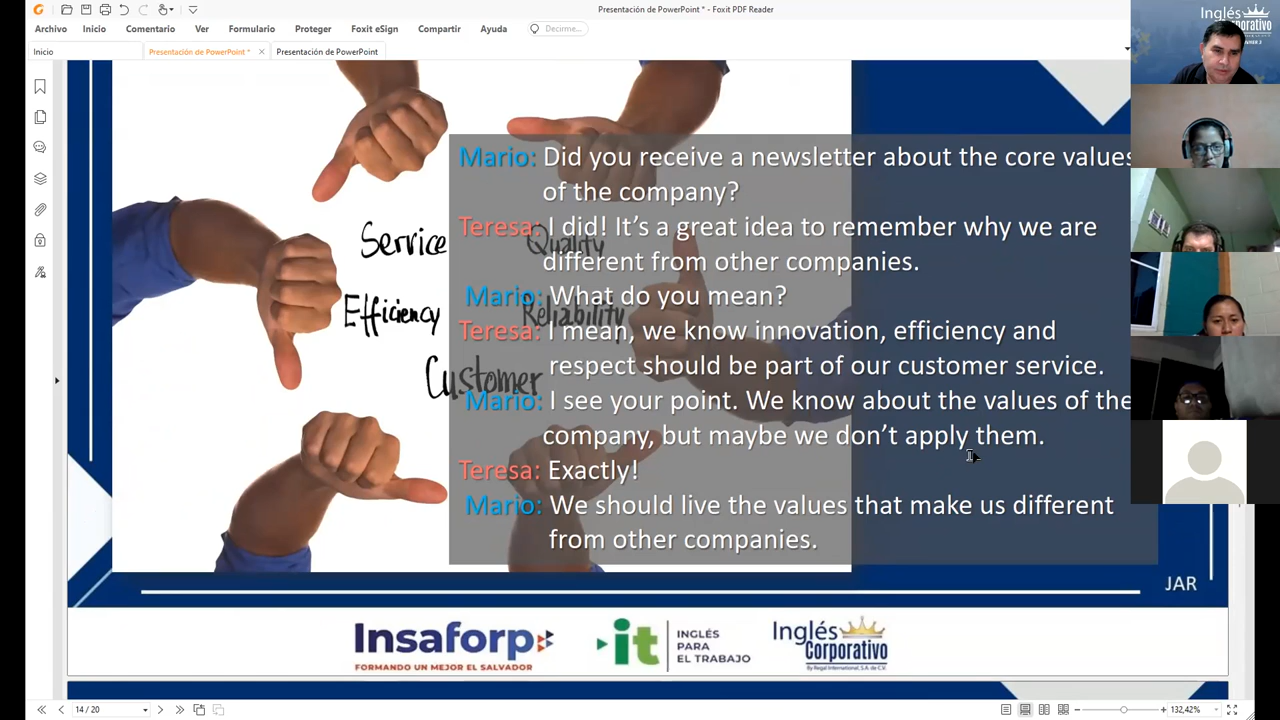 Presentación de PowerPoint * - Foxit PDF Reader
Archivo Inicio Comentario Ver Formulario Proteger Foxit eSign Compartir Ayuda Decirme...
Inicio Presentación de PowerPoint * × Presentación de PowerPoint
Inglés
Corporativo
Service
Quality
Efficiency
Reliability
Customer
Mario: Did you receive a newsletter about the core values
of the company?
Teresa: I did! It’s a great idea to remember why we are
different from other companies.
Mario: What do you mean?
Teresa: I mean, we know innovation, efficiency and
respect should be part of our customer service.
Mario: I see your point. We know about the values of the
company, but maybe we don’t apply them.
Teresa: Exactly!
Mario: We should live the values that make us different
from other companies.
JAR
Insaforp
FORMANDO UN MEJOR EL SALVADOR
it
INGLÉS
PARA
EL TRABAJO
Inglés
Corporativo
By Regal International, S.A. de C.V.
14 / 20
132,42%